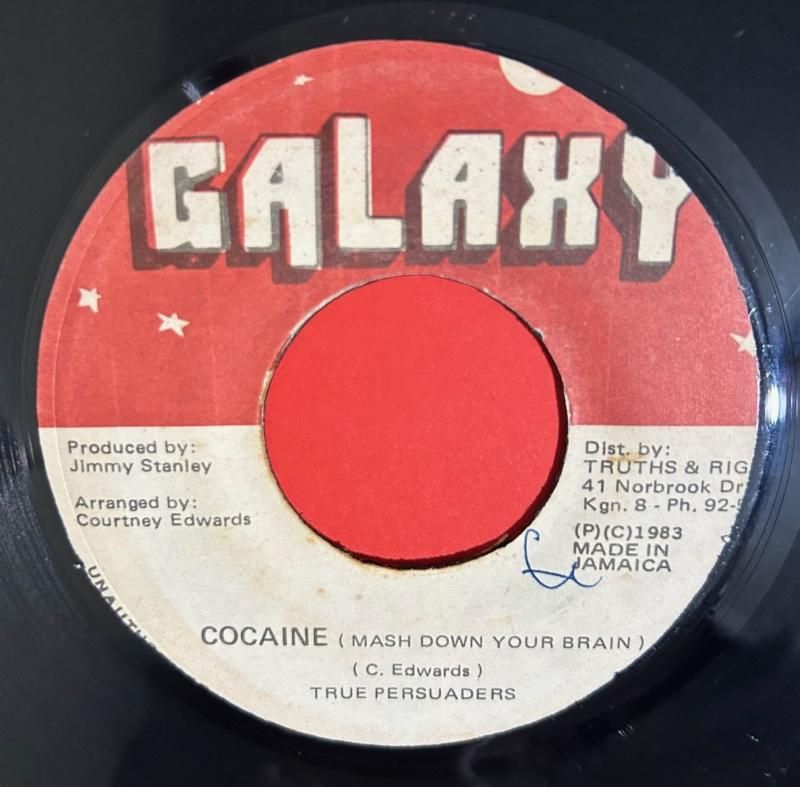 GALAXY
Produced by:
Jimmy Stanley
Arranged by:
Courtney Edwards
Dist. by:
TRUTHS & RIG
41 Norbrook Dr
Kgn. 8 - Ph. 92-
(P)(C)1983
MADE IN
JAMAICA
UNAUTH
COCAINE ( MASH DOWN YOUR BRAIN )
( C. Edwards )
TRUE PERSUADERS